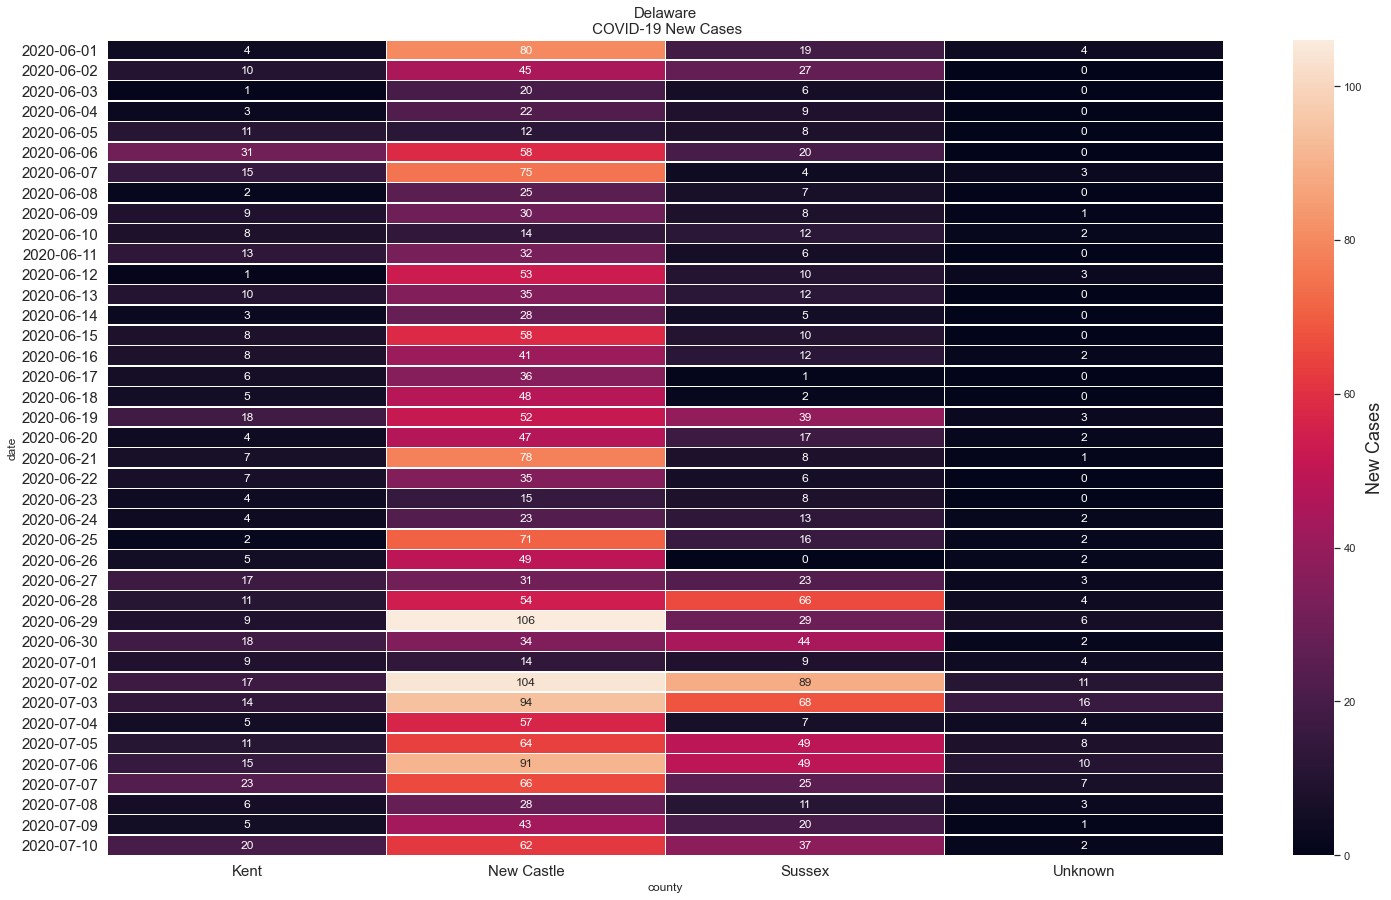 Delaware
COVID-19 New Cases
2020-06-01 4 80 19 4
2020-06-02 10 45 27 0
2020-06-03 1 20 6 0
2020-06-04 3 22 9 0
2020-06-05 11 12 8 0
2020-06-06 31 58 20 0
2020-06-07 15 75 4 3
2020-06-08 2 25 7 0
2020-06-09 9 30 8 1
2020-06-10 8 14 12 2
2020-06-11 13 32 6 0
2020-06-12 1 53 10 3
2020-06-13 10 35 12 0
2020-06-14 3 28 5 0
2020-06-15 8 58 10 0
2020-06-16 8 41 12 2
2020-06-17 6 36 1 0
2020-06-18 5 48 2 0
2020-06-19 18 52 39 3
2020-06-20 4 47 17 2
2020-06-21 7 78 8 1
2020-06-22 7 35 6 0
2020-06-23 4 15 8 0
2020-06-24 4 23 13 2
2020-06-25 2 71 16 2
2020-06-26 5 49 0 2
2020-06-27 17 31 23 3
2020-06-28 11 54 66 4
2020-06-29 9 106 29 6
2020-06-30 18 34 44 2
2020-07-01 9 14 9 4
2020-07-02 17 104 89 11
2020-07-03 14 94 68 16
2020-07-04 5 57 7 4
2020-07-05 11 64 49 8
2020-07-06 15 91 49 10
2020-07-07 23 66 25 7
2020-07-08 6 28 11 3
2020-07-09 5 43 20 1
2020-07-10 20 62 37 2
Kent New Castle Sussex Unknown
county
date
100
80
60
40
20
0
New Cases